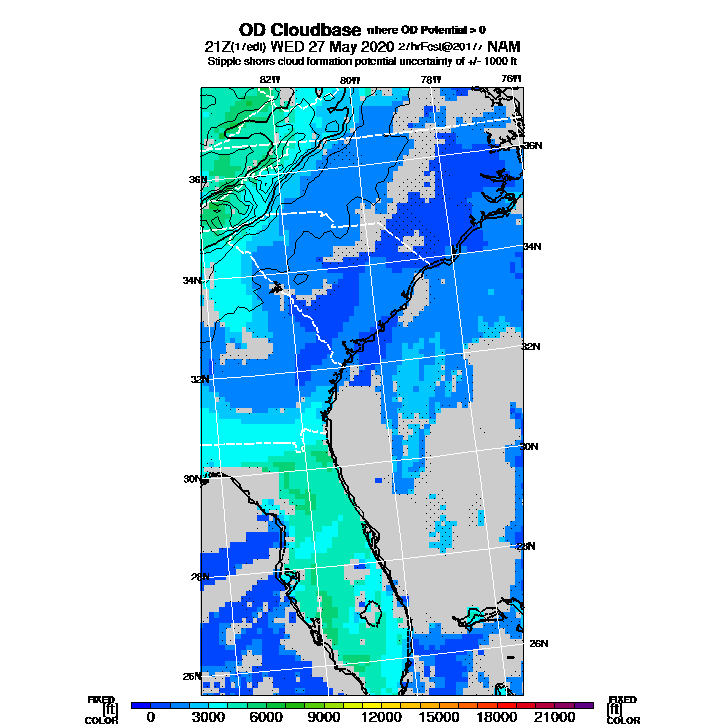 OD Cloudbase where OD Potential > 0
21Z(17edt) WED 27 May 2020 27hrFcst@2017z NAM
Stipple shows cloud formation potential uncertainty of +/- 1000 ft
82W 80W 78W 76W
36N
36N
34N
34N
32N
32N
30N
30N
28N
28N
26N
26N
FIXED FIXED
[ft] [ft]
COLOR COLOR
0 3000 6000 9000 12000 15000 18000 21000